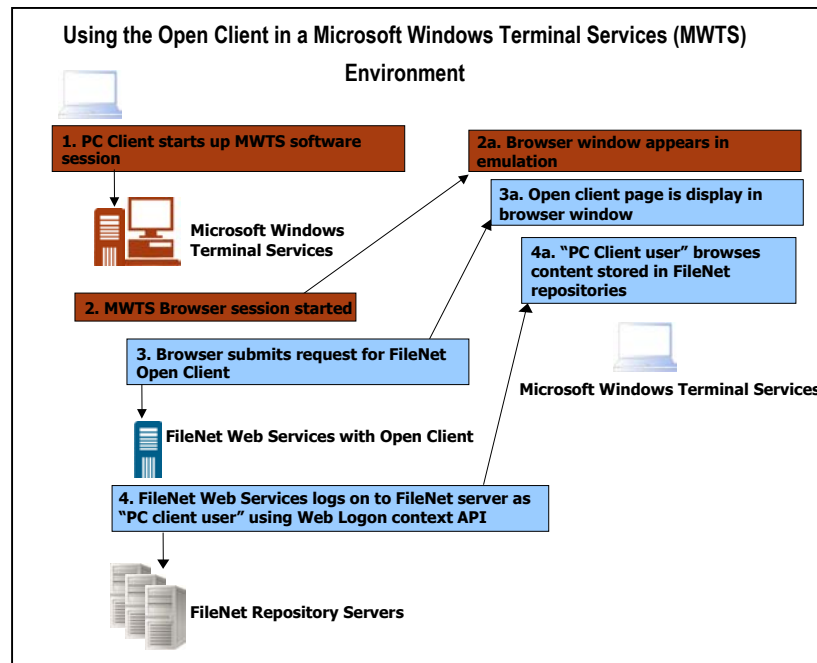 Using the Open Client in a Microsoft Windows Terminal Services (MWTS)
Environment
1. PC Client starts up MWTS software
session
2a. Browser window appears in
emulation
3a. Open client page is display in
browser window
Microsoft Windows
Terminal Services
4a. “PC Client user” browses
content stored in FileNet
repositories
2. MWTS Browser session started
3. Browser submits request for FileNet
Open Client
Microsoft Windows Terminal Services
FileNet Web Services with Open Client
4. FileNet Web Services logs on to FileNet server as
“PC client user” using Web Logon context API
FileNet Repository Servers